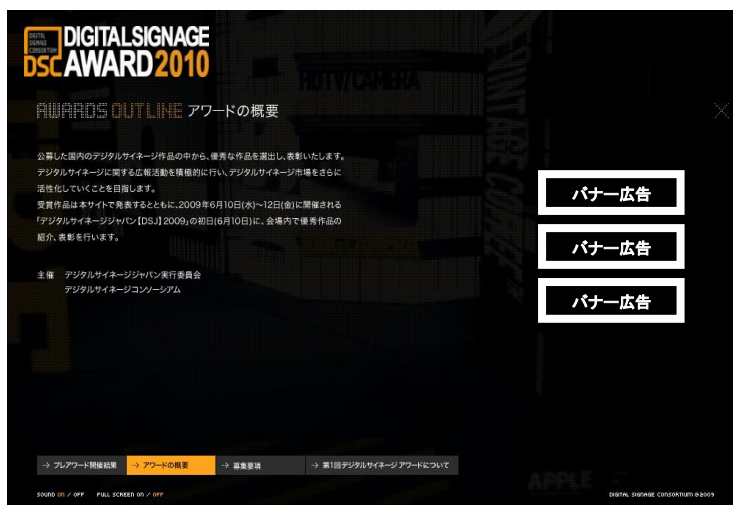 DIGITAL SIGNAGE CONSORTIUM
DIGITAL SIGNAGE
DSC AWARD 2010
HDTV/CAMERA
AWARDS OUTLINE アワードの概要
公募した国内のデジタルサイネージ作品の中から、優秀な作品を選出し、表彰いたします。
デジタルサイネージに関する広報活動を積極的に行い、デジタルサイネージ市場をさらに
活性化していくことを目指します。
受賞作品は本サイトで発表するとともに、2009年6月10日(水)~12日(金)に開催される
「デジタルサイネージジャパン【DSJ】2009」の初日(6月10日)に、会場内で優秀作品の
紹介、表彰を行います。
主催 デジタルサイネージジャパン実行委員会
デジタルサイネージコンソーシアム
バナー広告
バナー広告
バナー広告
→ プレアワード開催結果 → アワードの概要 → 募集要項 → 第1回デジタルサイネージ アワードについて
APPLE
SOUND ON / OFF FULL SCREEN ON / OFF
DIGITAL SIGNAGE CONSORTIUM © 2009